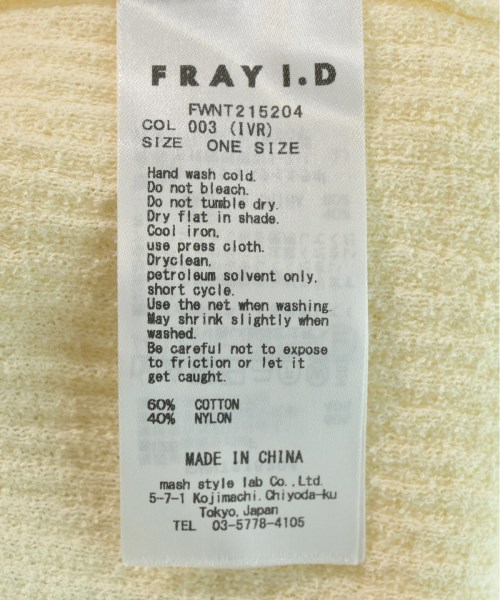 FRAY I.D
FWNT215204
COL 003 (IVR)
SIZE ONE SIZE
Hand wash cold.
Do not bleach.
Do not tumble dry.
Dry flat in shade.
Cool iron,
use press cloth.
Dryclean,
petroleum solvent only,
short cycle.
Use the net when washing.
May shrink slightly when
washed.
Be careful not to expose
to friction or let it
get caught.
60% COTTON
40% NYLON
MADE IN CHINA
mash style lab Co.,Ltd.
5-7-1 Kojimachi, Chiyoda-ku
Tokyo, Japan
TEL 03-5778-4105